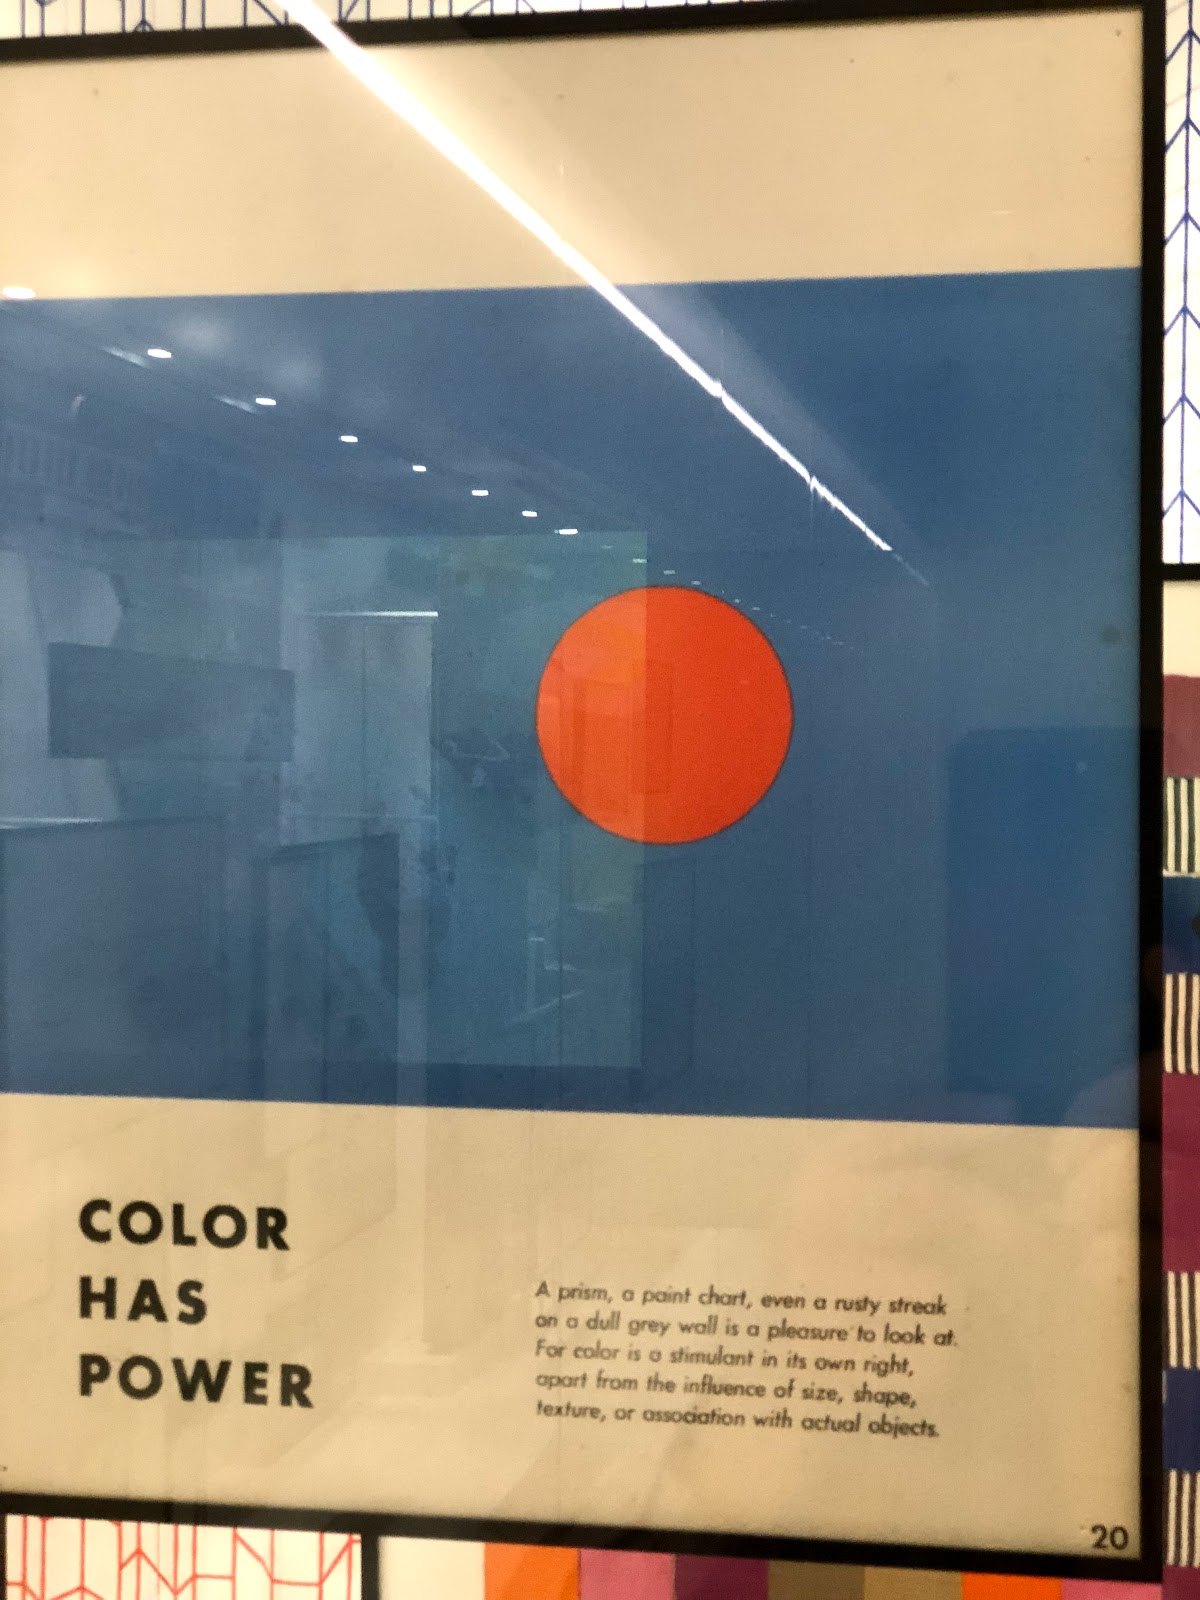 COLOR
HAS
POWER
A prism, a paint chart, even a rusty streak
on a dull grey wall is a pleasure to look at.
For color is a stimulant in its own right,
apart from the influence of size, shape,
texture, or association with actual objects.
20